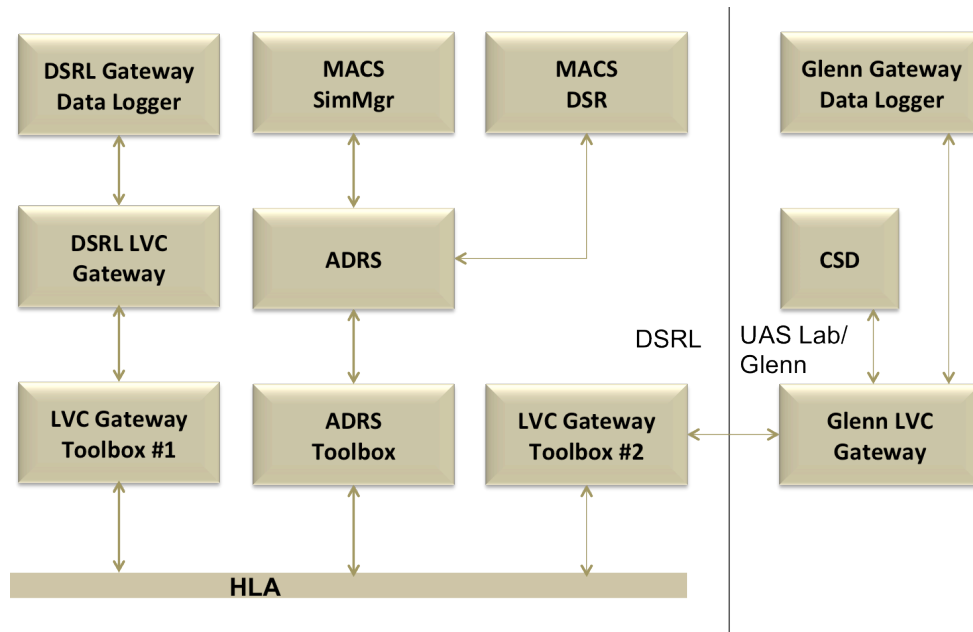 DSRL Gateway
Data Logger
MACS
SimMgr
MACS
DSR
Glenn Gateway
Data Logger
DSRL LVC
Gateway
ADRS
CSD
DSRL
UAS Lab/
Glenn
LVC Gateway
Toolbox #1
ADRS
Toolbox
LVC Gateway
Toolbox #2
Glenn LVC
Gateway
HLA